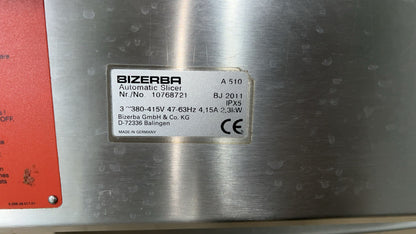 BIZERBA A 510
Automatic Slicer
Nr./No. 10768721 BJ 2011
IPX5
3~380-415V 47-63Hz 4,15A 2,3kW
Bizerba GmbH & Co. KG
D-72336 Balingen
MADE IN GERMANY
CE
OFF.